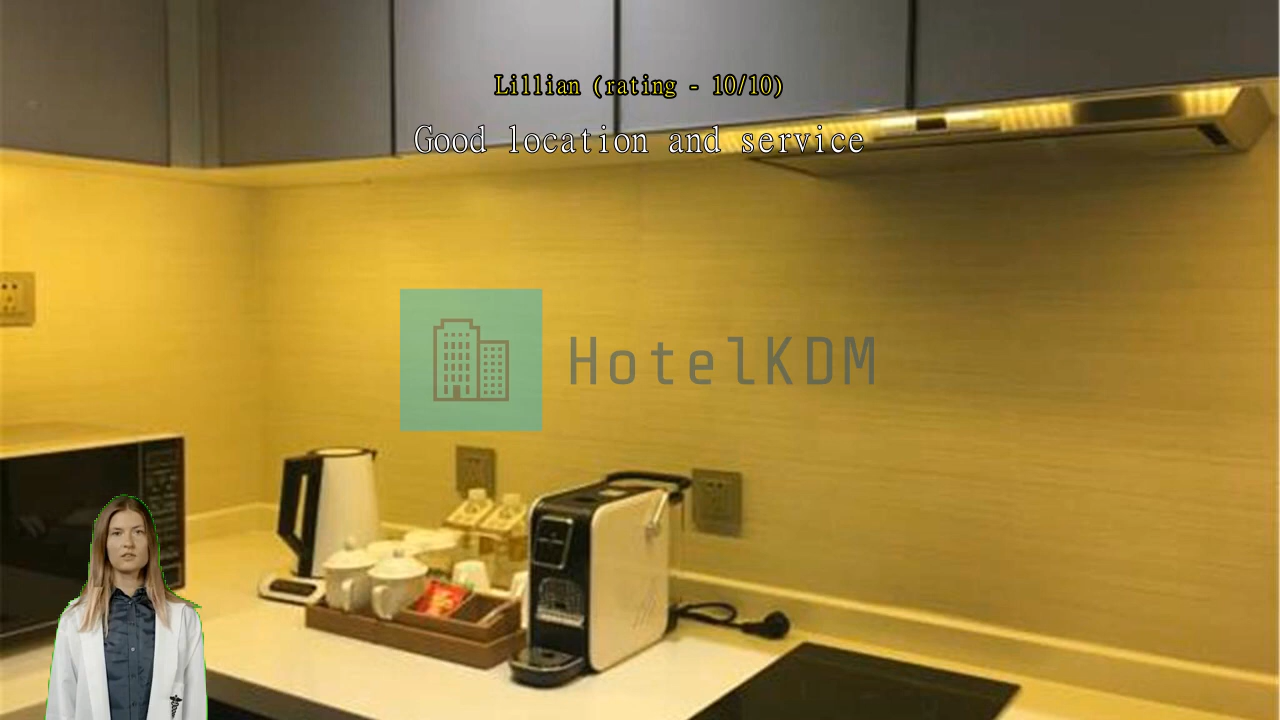 Lillian (rating - 10/10)
Good location and service
HotelKDM